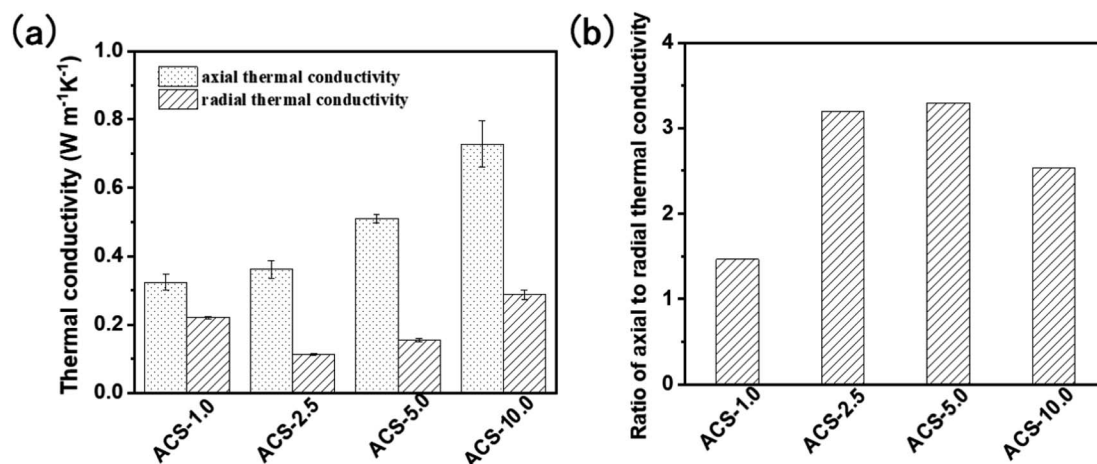 (a)
Thermal conductivity (W m⁻¹K⁻¹)
1.0
0.8
0.6
0.4
0.2
0.0
axial thermal conductivity
radial thermal conductivity
ACS-1.0
ACS-2.5
ACS-5.0
ACS-10.0
(b)
Ratio of axial to radial thermal conductivity
4
3
2
1
0
ACS-1.0
ACS-2.5
ACS-5.0
ACS-10.0